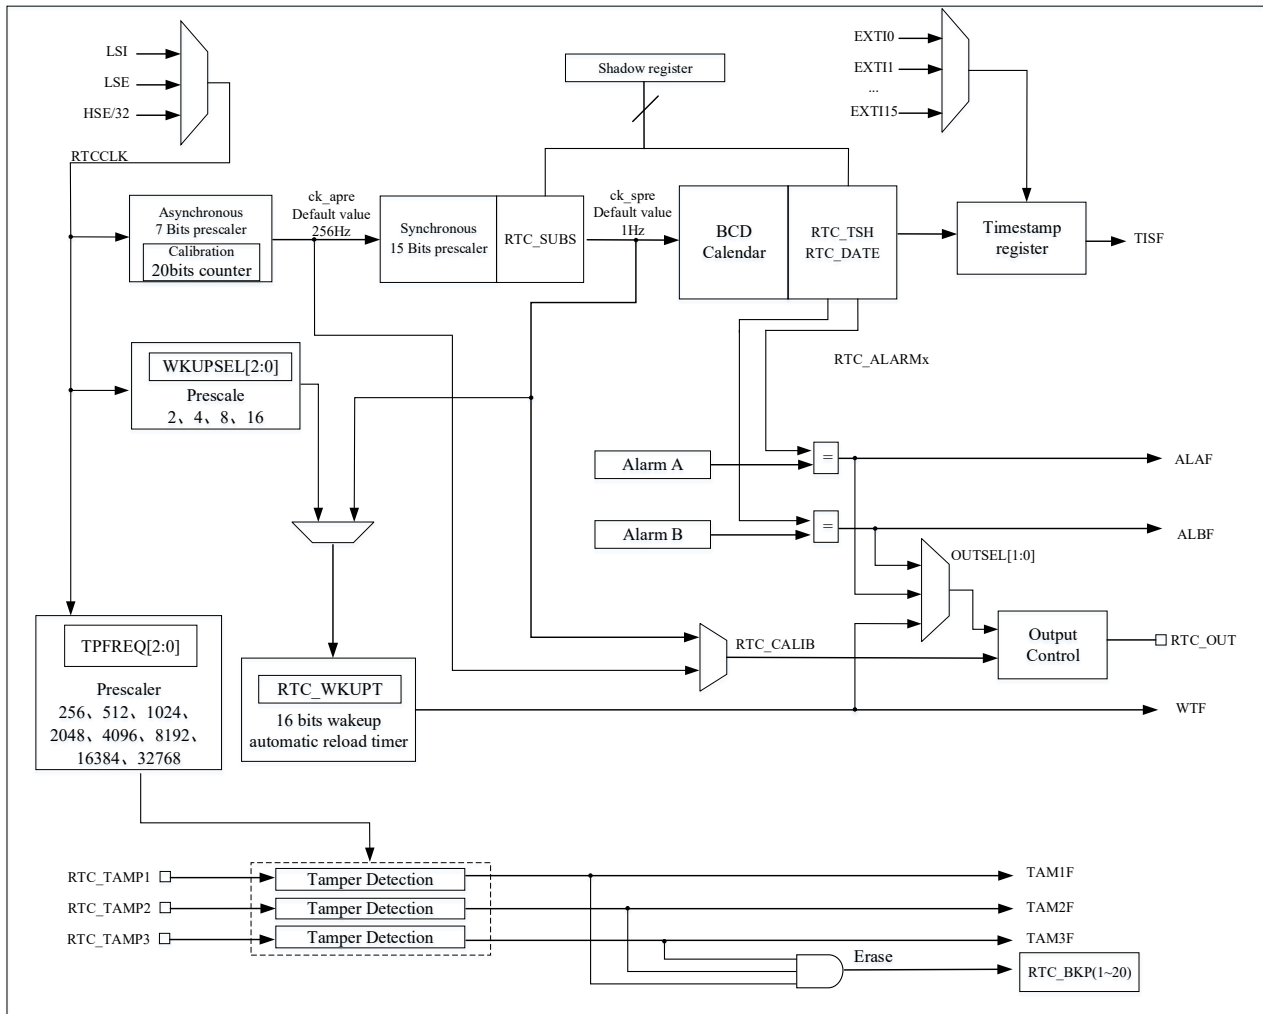 LSI
LSE
HSE/32
RTCCLK
Shadow register
EXTI0
EXTI1
...
EXTI15
Asynchronous
7 Bits prescaler
Calibration
20bits counter
ck_apre
Default value
256Hz
Synchronous
15 Bits prescaler
RTC_SUBS
ck_spre
Default value
1Hz
BCD
Calendar
RTC_TSH
RTC_DATE
Timestamp
register
TISF
WKUPSEL[2:0]
Prescale
2、4、8、16
RTC_ALARMx
Alarm A
=
ALAF
Alarm B
=
ALBF
OUTSEL[1:0]
TPFREQ[2:0]
Prescaler
256、512、1024、
2048、4096、8192、
16384、32768
RTC_WKUPT
16 bits wakeup
automatic reload timer
RTC_CALIB
Output
Control
RTC_OUT
WTF
RTC_TAMP1
Tamper Detection
TAM1F
RTC_TAMP2
Tamper Detection
TAM2F
RTC_TAMP3
Tamper Detection
TAM3F
Erase
RTC_BKP(1~20)